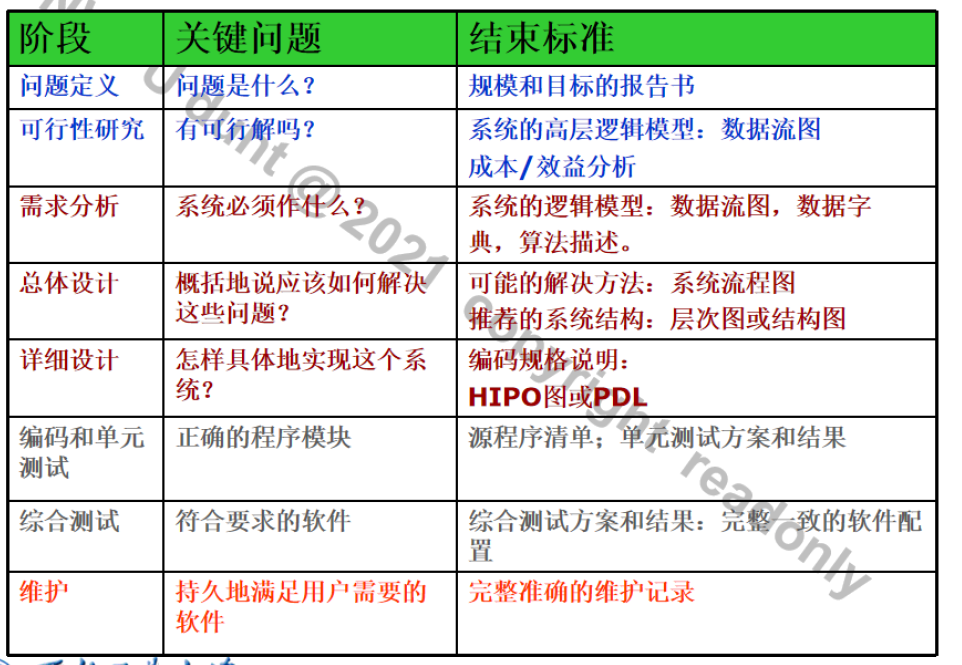 阶段 关键问题 结束标准
问题定义 问题是什么？ 规模和目标的报告书
可行性研究 有可行解吗？ 系统的高层逻辑模型：数据流图
成本/效益分析
需求分析 系统必须作什么？ 系统的逻辑模型：数据流图，数据字
典，算法描述。
总体设计 概括地说应该如何解决 可能的解决方法：系统流程图
这些问题？ 推荐的系统结构：层次图或结构图
详细设计 怎样具体地实现这个系 编码规格说明：
统？ HIPO图或PDL
编码和单元 正确的程序模块 源程序清单；单元测试方案和结果
测试
综合测试 符合要求的软件 综合测试方案和结果：完整一致的软件配
置
维护 持久地满足用户需要的 完整准确的维护记录
软件
@ 2021 copyright readonly